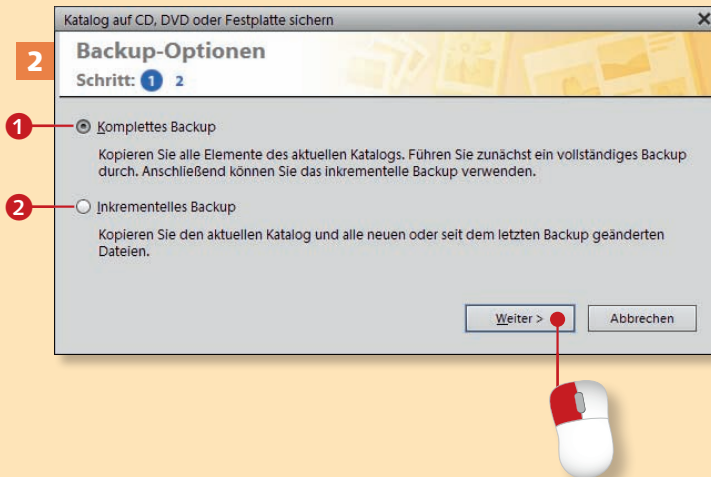 Katalog auf CD, DVD oder Festplatte sichern
2
Backup-Optionen
Schritt: 1 2
1
Komplettes Backup
Kopieren Sie alle Elemente des aktuellen Katalogs. Führen Sie zunächst ein vollständiges Backup
durch. Anschließend können Sie das inkrementelle Backup verwenden.
2
Inkrementelles Backup
Kopieren Sie den aktuellen Katalog und alle neuen oder seit dem letzten Backup geänderten
Dateien.
Weiter >
Abbrechen